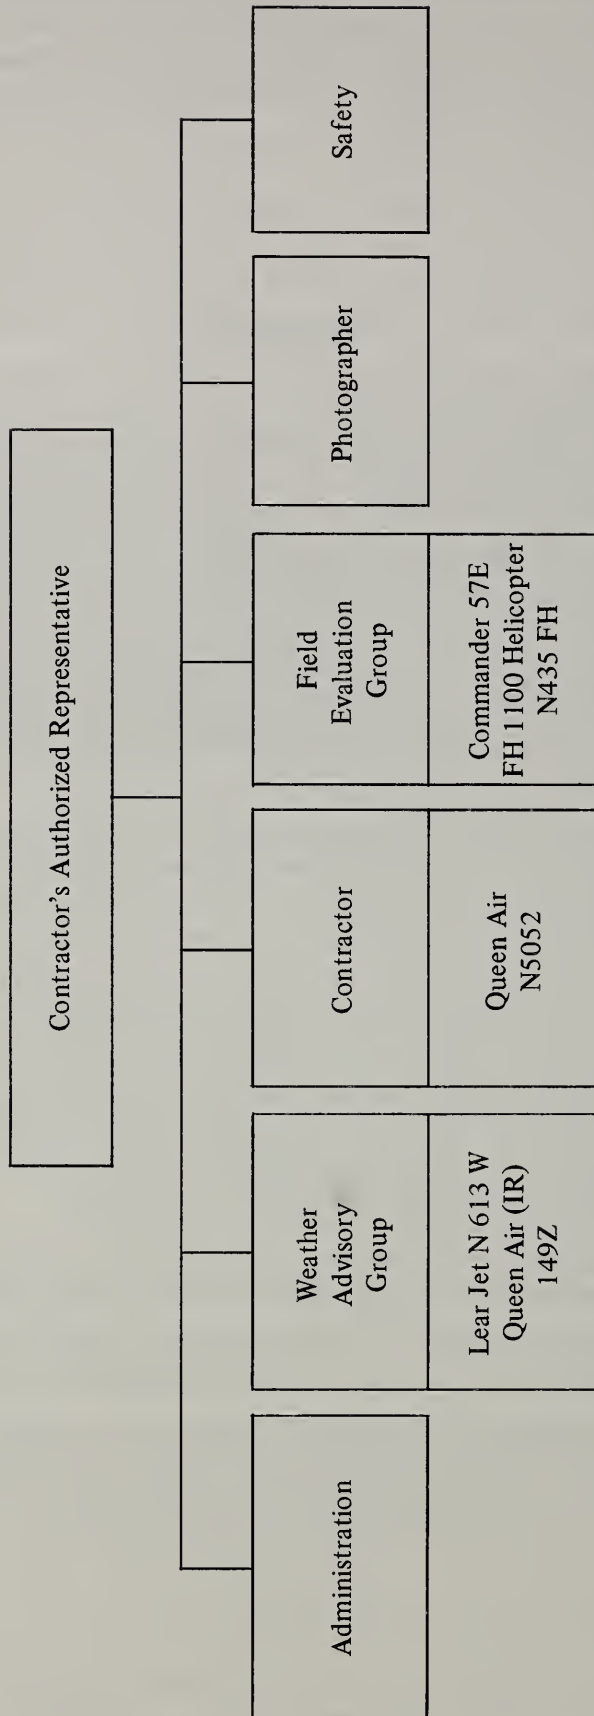 Contractor's Authorized Representative
Administration
Weather
Advisory
Group
Lear Jet N 613 W
Queen Air (IR)
149Z
Contractor
Queen Air
N5052
Field
Evaluation
Group
Commander 57E
FH 1100 Helicopter
N435 FH
Photographer
Safety